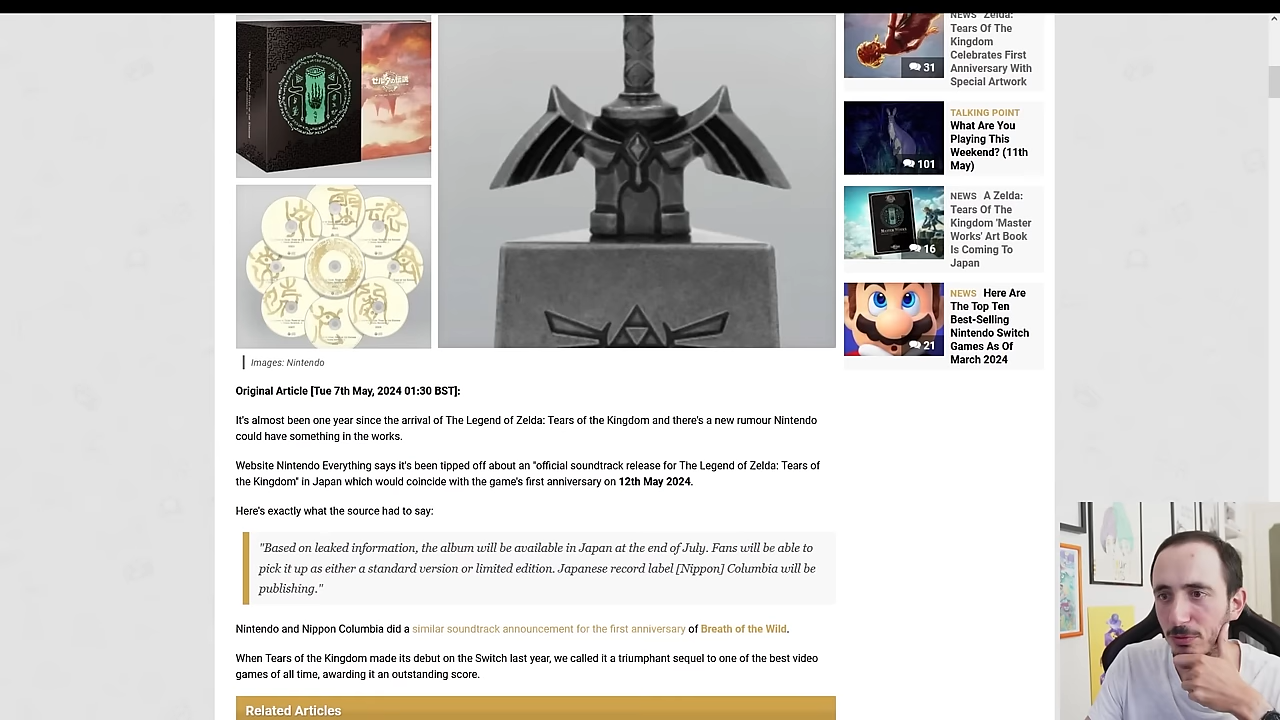 ゼルダの伝説
Images: Nintendo
Original Article [Tue 7th May, 2024 01:30 BST]:
It's almost been one year since the arrival of The Legend of Zelda: Tears of the Kingdom and there's a new rumour Nintendo
could have something in the works.
Website Nintendo Everything says it's been tipped off about an "official soundtrack release for The Legend of Zelda: Tears of
the Kingdom" in Japan which would coincide with the game's first anniversary on 12th May 2024.
Here's exactly what the source had to say:
"Based on leaked information, the album will be available in Japan at the end of July. Fans will be able to
pick it up as either a standard version or limited edition. Japanese record label [Nippon] Columbia will be
publishing."
Nintendo and Nippon Columbia did a similar soundtrack announcement for the first anniversary of Breath of the Wild.
When Tears of the Kingdom made its debut on the Switch last year, we called it a triumphant sequel to one of the best video
games of all time, awarding it an outstanding score.
Related Articles
31
NEWS Zelda:
Tears Of The
Kingdom
Celebrates First
Anniversary With
Special Artwork
101
TALKING POINT
What Are You
Playing This
Weekend? (11th
May)
MASTER WORKS
16
NEWS A Zelda:
Tears Of The
Kingdom 'Master
Works' Art Book
Is Coming To
Japan
21
NEWS Here Are
The Top Ten
Best-Selling
Nintendo Switch
Games As Of
March 2024